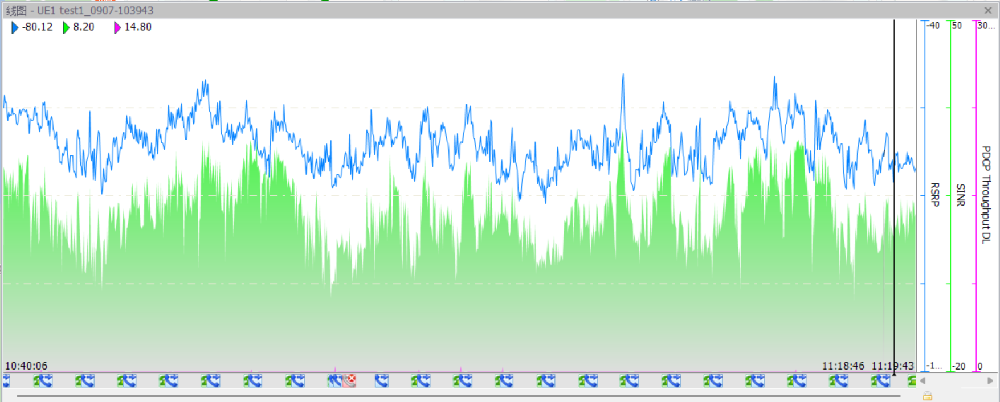 线图 - UE1 test1_0907-103943
-80.12 8.20 14.80
-40 50 30...
RSRP
SINR
PDCP Throughput DL
10:40:06 11:18:46 11:19:43 -1... -20 0